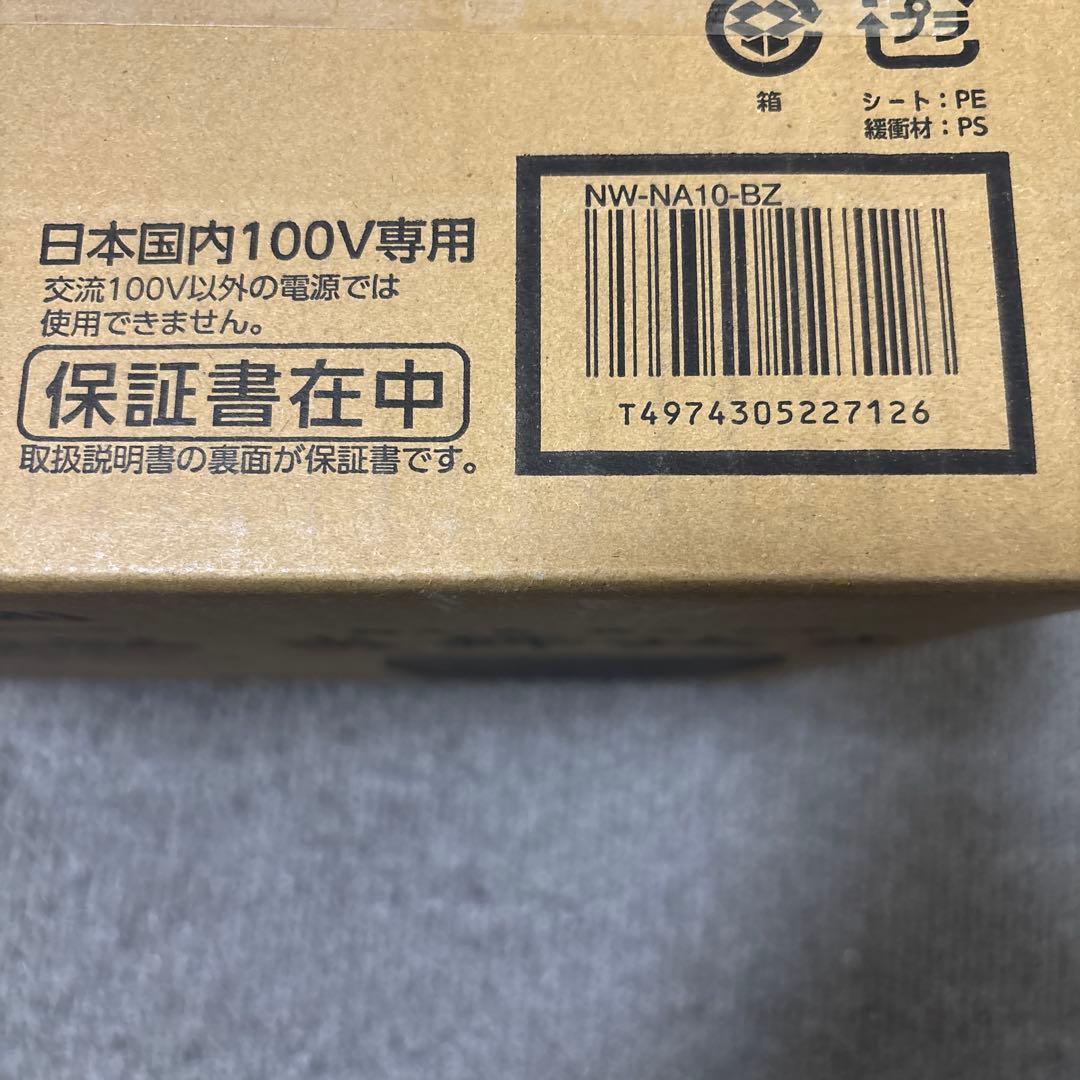 プラ
箱
シート：PE
緩衝材：PS
NW-NA10-BZ
T4974305227126
日本国内100V専用
交流100V以外の電源では
使用できません。
保証書在中
取扱説明書の裏面が保証書です。